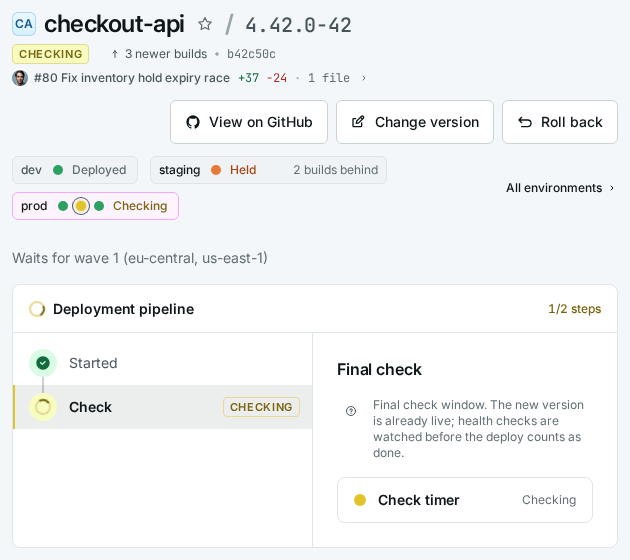 CA checkout-api / 4.42.0-42
CHECKING ↑ 3 newer builds • b42c50c
#80 Fix inventory hold expiry race +37 -24 · 1 file ›
View on GitHub Change version Roll back
dev Deployed staging Held 2 builds behind
prod Checking
All environments ›
Waits for wave 1 (eu-central, us-east-1)
Deployment pipeline 1/2 steps
Started
Check CHECKING
Final check
Final check window. The new version
is already live; health checks are
watched before the deploy counts as
done.
Check timer Checking